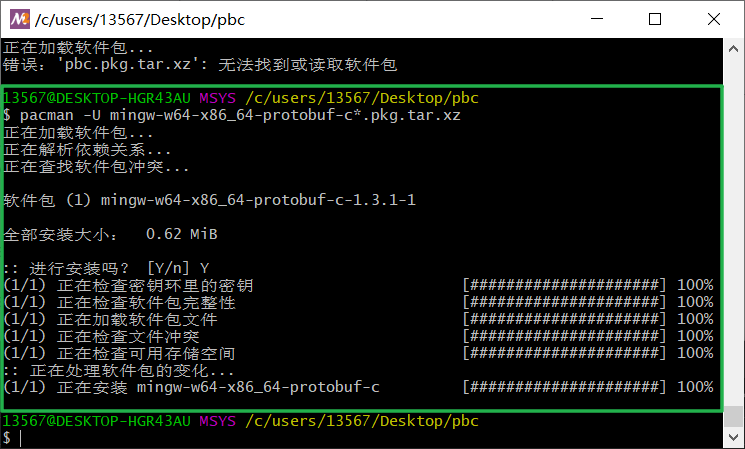 /c/users/13567/Desktop/pbc
正在加载软件包...
错误：'pbc.pkg.tar.xz': 无法找到或读取软件包
13567@DESKTOP-HGR43AU MSYS /c/users/13567/Desktop/pbc
$ pacman -U mingw-w64-x86_64-protobuf-c*.pkg.tar.xz
正在加载软件包...
正在解析依赖关系...
正在查找软件包冲突...
软件包 (1) mingw-w64-x86_64-protobuf-c-1.3.1-1
全部安装大小：  0.62 MiB
:: 进行安装吗？ [Y/n] Y
(1/1) 正在检查密钥环里的密钥 [#####################] 100%
(1/1) 正在检查软件包完整性 [#####################] 100%
(1/1) 正在加载软件包文件 [#####################] 100%
(1/1) 正在检查文件冲突 [#####################] 100%
(1/1) 正在检查可用存储空间 [#####################] 100%
:: 正在处理软件包的变化...
(1/1) 正在安装 mingw-w64-x86_64-protobuf-c [#####################] 100%
13567@DESKTOP-HGR43AU MSYS /c/users/13567/Desktop/pbc
$